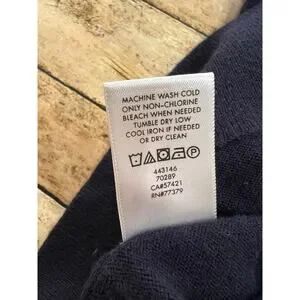 MACHINE WASH COLD
ONLY NON-CHLORINE
BLEACH WHEN NEEDED
TUMBLE DRY LOW
COOL IRON IF NEEDED
OR DRY CLEAN
P
443146
70289
CA#57421
RN#77379